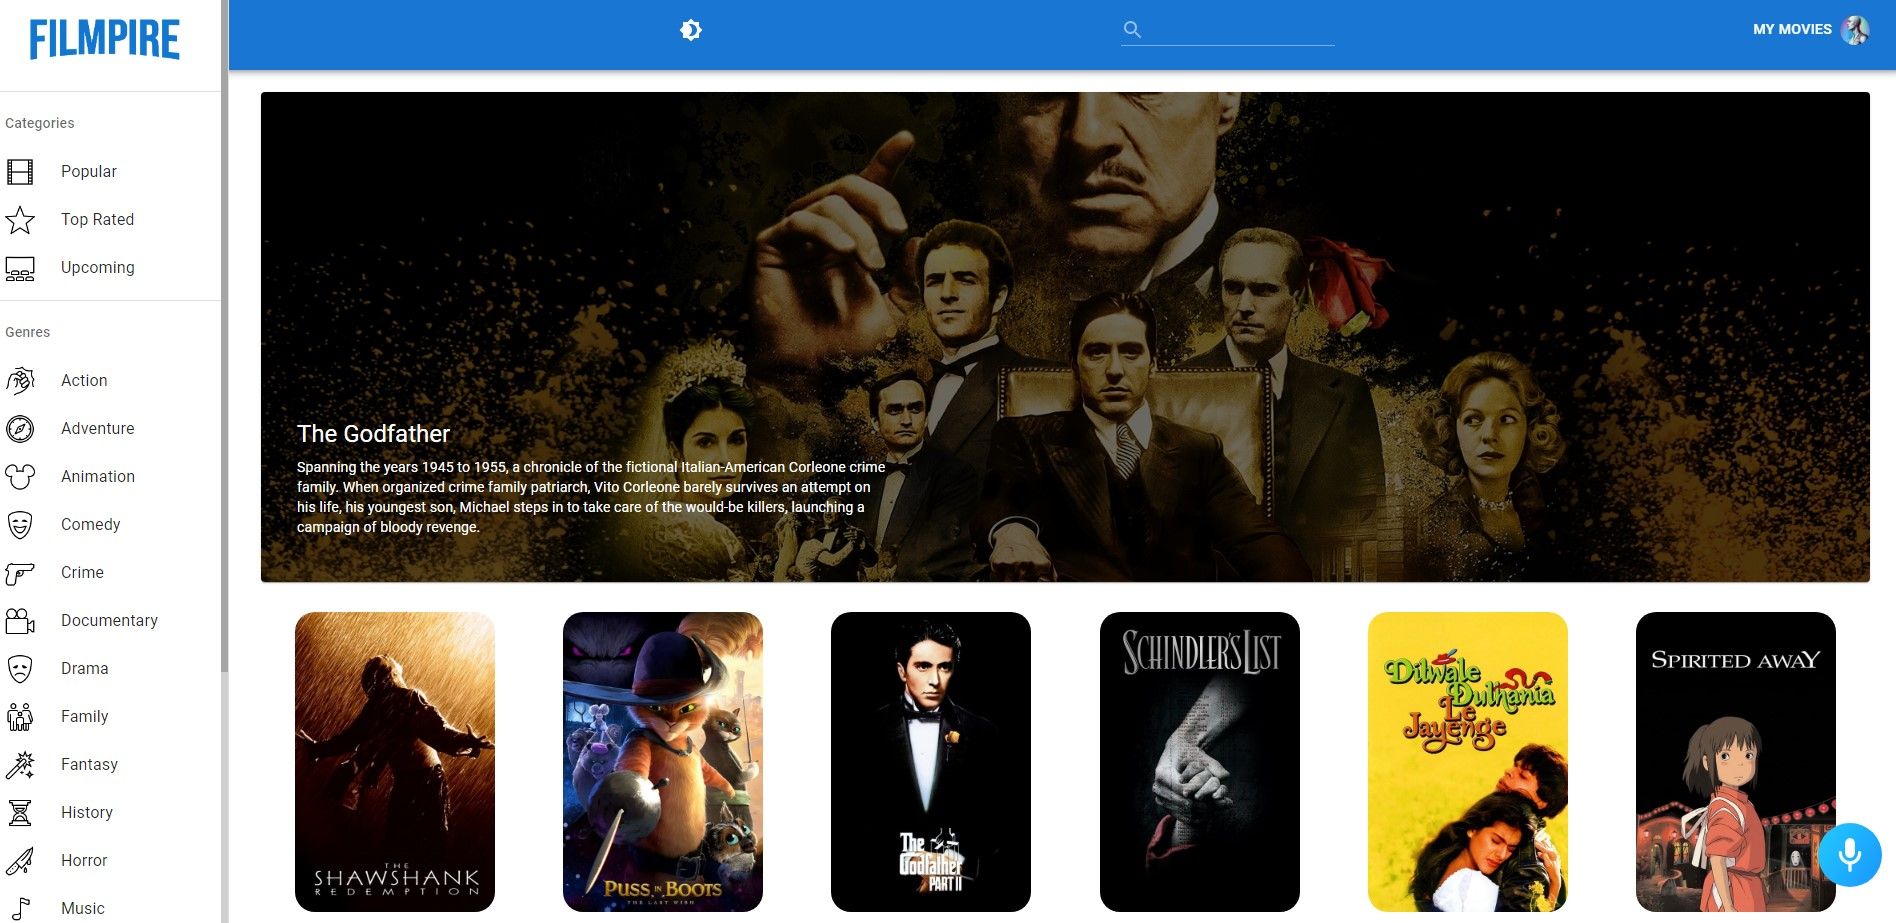 FILMPIRE
MY MOVIES
Categories
Popular
Top Rated
Upcoming
Genres
Action
Adventure
Animation
Comedy
Crime
Documentary
Drama
Family
Fantasy
History
Horror
Music
The Godfather
Spanning the years 1945 to 1955, a chronicle of the fictional Italian-American Corleone crime
family. When organized crime family patriarch, Vito Corleone barely survives an attempt on
his life, his youngest son, Michael steps in to take care of the would-be killers, launching a
campaign of bloody revenge.
THE
SHAWSHANK
REDEMPTION
PUSS IN BOOTS
THE LAST WISH
The
Godfather
PART II
SCHINDLER'S LIST
Dilwale
Dulhania
Le
Jayenge
SPIRITED AWAY